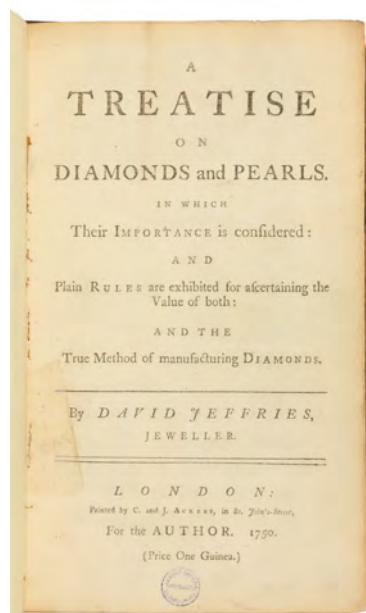 A
TREATISE
ON
DIAMONDS and PEARLS.
IN WHICH
Their IMPORTANCE is conſidered:
AND
Plain RULES are exhibited for aſcertaining the
Value of both:
AND THE
True Method of manufacturing DIAMONDS.
By DAVID JEFFRIES,
JEWELLER.
LONDON:
Printed by C. and J. ACKERS, in St. John's-Street,
For the AUTHOR. 1750.
(Price One Guinea.)